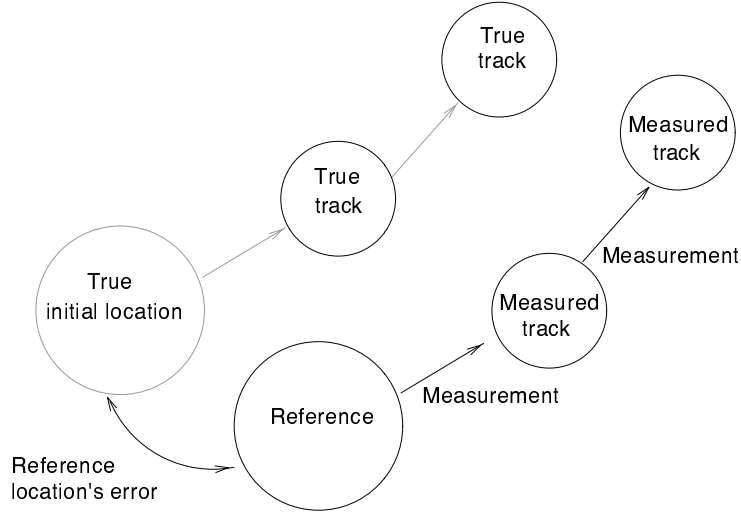 True
track
Measured
track
True
track
Measurement
True
initial location
Measured
track
Measurement
Reference
Reference
location's error